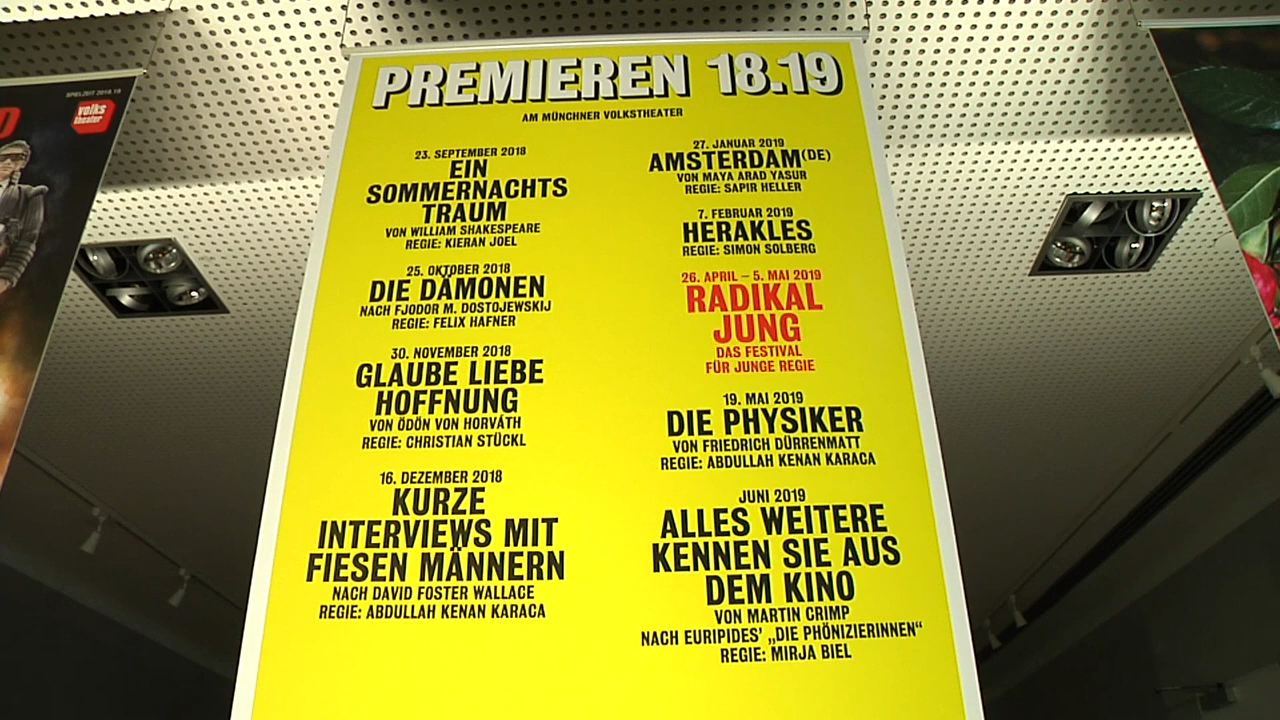 PREMIEREN 18.19
AM MÜNCHNER VOLKSTHEATER
23. SEPTEMBER 2018
EIN
SOMMERNACHTS
TRAUM
VON WILLIAM SHAKESPEARE
REGIE: KIERAN JOEL
25. OKTOBER 2018
DIE DÄMONEN
NACH FJODOR M. DOSTOJEWSKIJ
REGIE: FELIX HAFNER
30. NOVEMBER 2018
GLAUBE LIEBE
HOFFNUNG
VON ÖDÖN VON HORVÁTH
REGIE: CHRISTIAN STÜCKL
16. DEZEMBER 2018
KURZE
INTERVIEWS MIT
FIESEN MÄNNERN
NACH DAVID FOSTER WALLACE
REGIE: ABDULLAH KENAN KARACA
27. JANUAR 2019
AMSTERDAM(DE)
VON MAYA ARAD YASUR
REGIE: SAPIR HELLER
7. FEBRUAR 2019
HERAKLES
REGIE: SIMON SOLBERG
26. APRIL – 5. MAI 2019
RADIKAL
JUNG
DAS FESTIVAL
FÜR JUNGE REGIE
19. MAI 2019
DIE PHYSIKER
VON FRIEDRICH DÜRRENMATT
REGIE: ABDULLAH KENAN KARACA
JUNI 2019
ALLES WEITERE
KENNEN SIE AUS
DEM KINO
VON MARTIN CRIMP
NACH EURIPIDES’ „DIE PHÖNIZIERINNEN“
REGIE: MIRJA BIEL
SPIELZEIT 2018.19
volks
theater